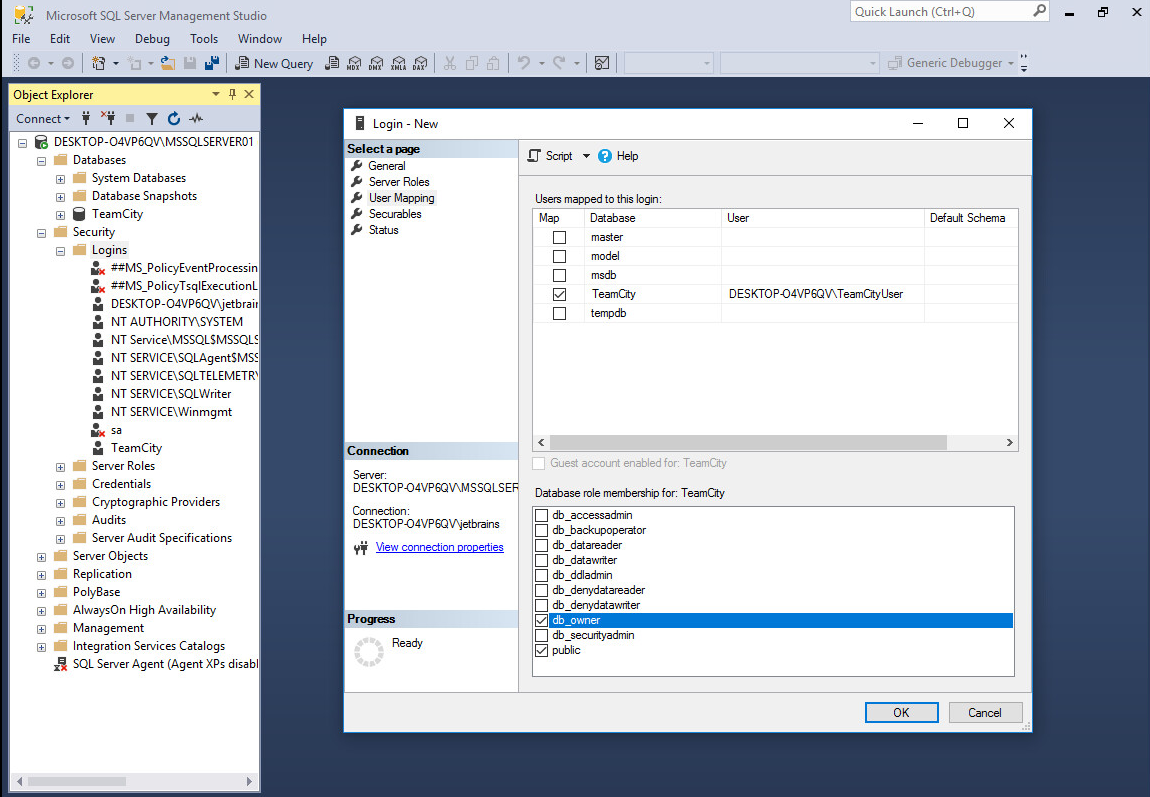 Microsoft SQL Server Management Studio
Quick Launch (Ctrl+Q)
File Edit View Debug Tools Window Help
New Query
MDX DMX XMLA DAX
Generic Debugger
Object Explorer
Connect
DESKTOP-O4VP6QV\MSSQLSERVER01
Databases
System Databases
Database Snapshots
TeamCity
Security
Logins
##MS_PolicyEventProcessin
##MS_PolicyTsqlExecutionL
DESKTOP-O4VP6QV\jetbrain
NT AUTHORITY\SYSTEM
NT Service\MSSQL$MSSQLS
NT SERVICE\SQLAgent$MSS
NT SERVICE\SQLTELEMETRY
NT SERVICE\SQLWriter
NT SERVICE\Winmgmt
sa
TeamCity
Server Roles
Credentials
Cryptographic Providers
Audits
Server Audit Specifications
Server Objects
Replication
PolyBase
AlwaysOn High Availability
Management
Integration Services Catalogs
SQL Server Agent (Agent XPs disabl
Login - New
Select a page
General
Server Roles
User Mapping
Securables
Status
Connection
Server:
DESKTOP-O4VP6QV\MSSQLSER
Connection:
DESKTOP-O4VP6QV\jetbrains
View connection properties
Progress
Ready
Script Help
Users mapped to this login:
Map Database User Default Schema
master
model
msdb
TeamCity DESKTOP-O4VP6QV\TeamCityUser
tempdb
Guest account enabled for: TeamCity
Database role membership for: TeamCity
db_accessadmin
db_backupoperator
db_datareader
db_datawriter
db_ddladmin
db_denydatareader
db_denydatawriter
db_owner
db_securityadmin
public
OK Cancel